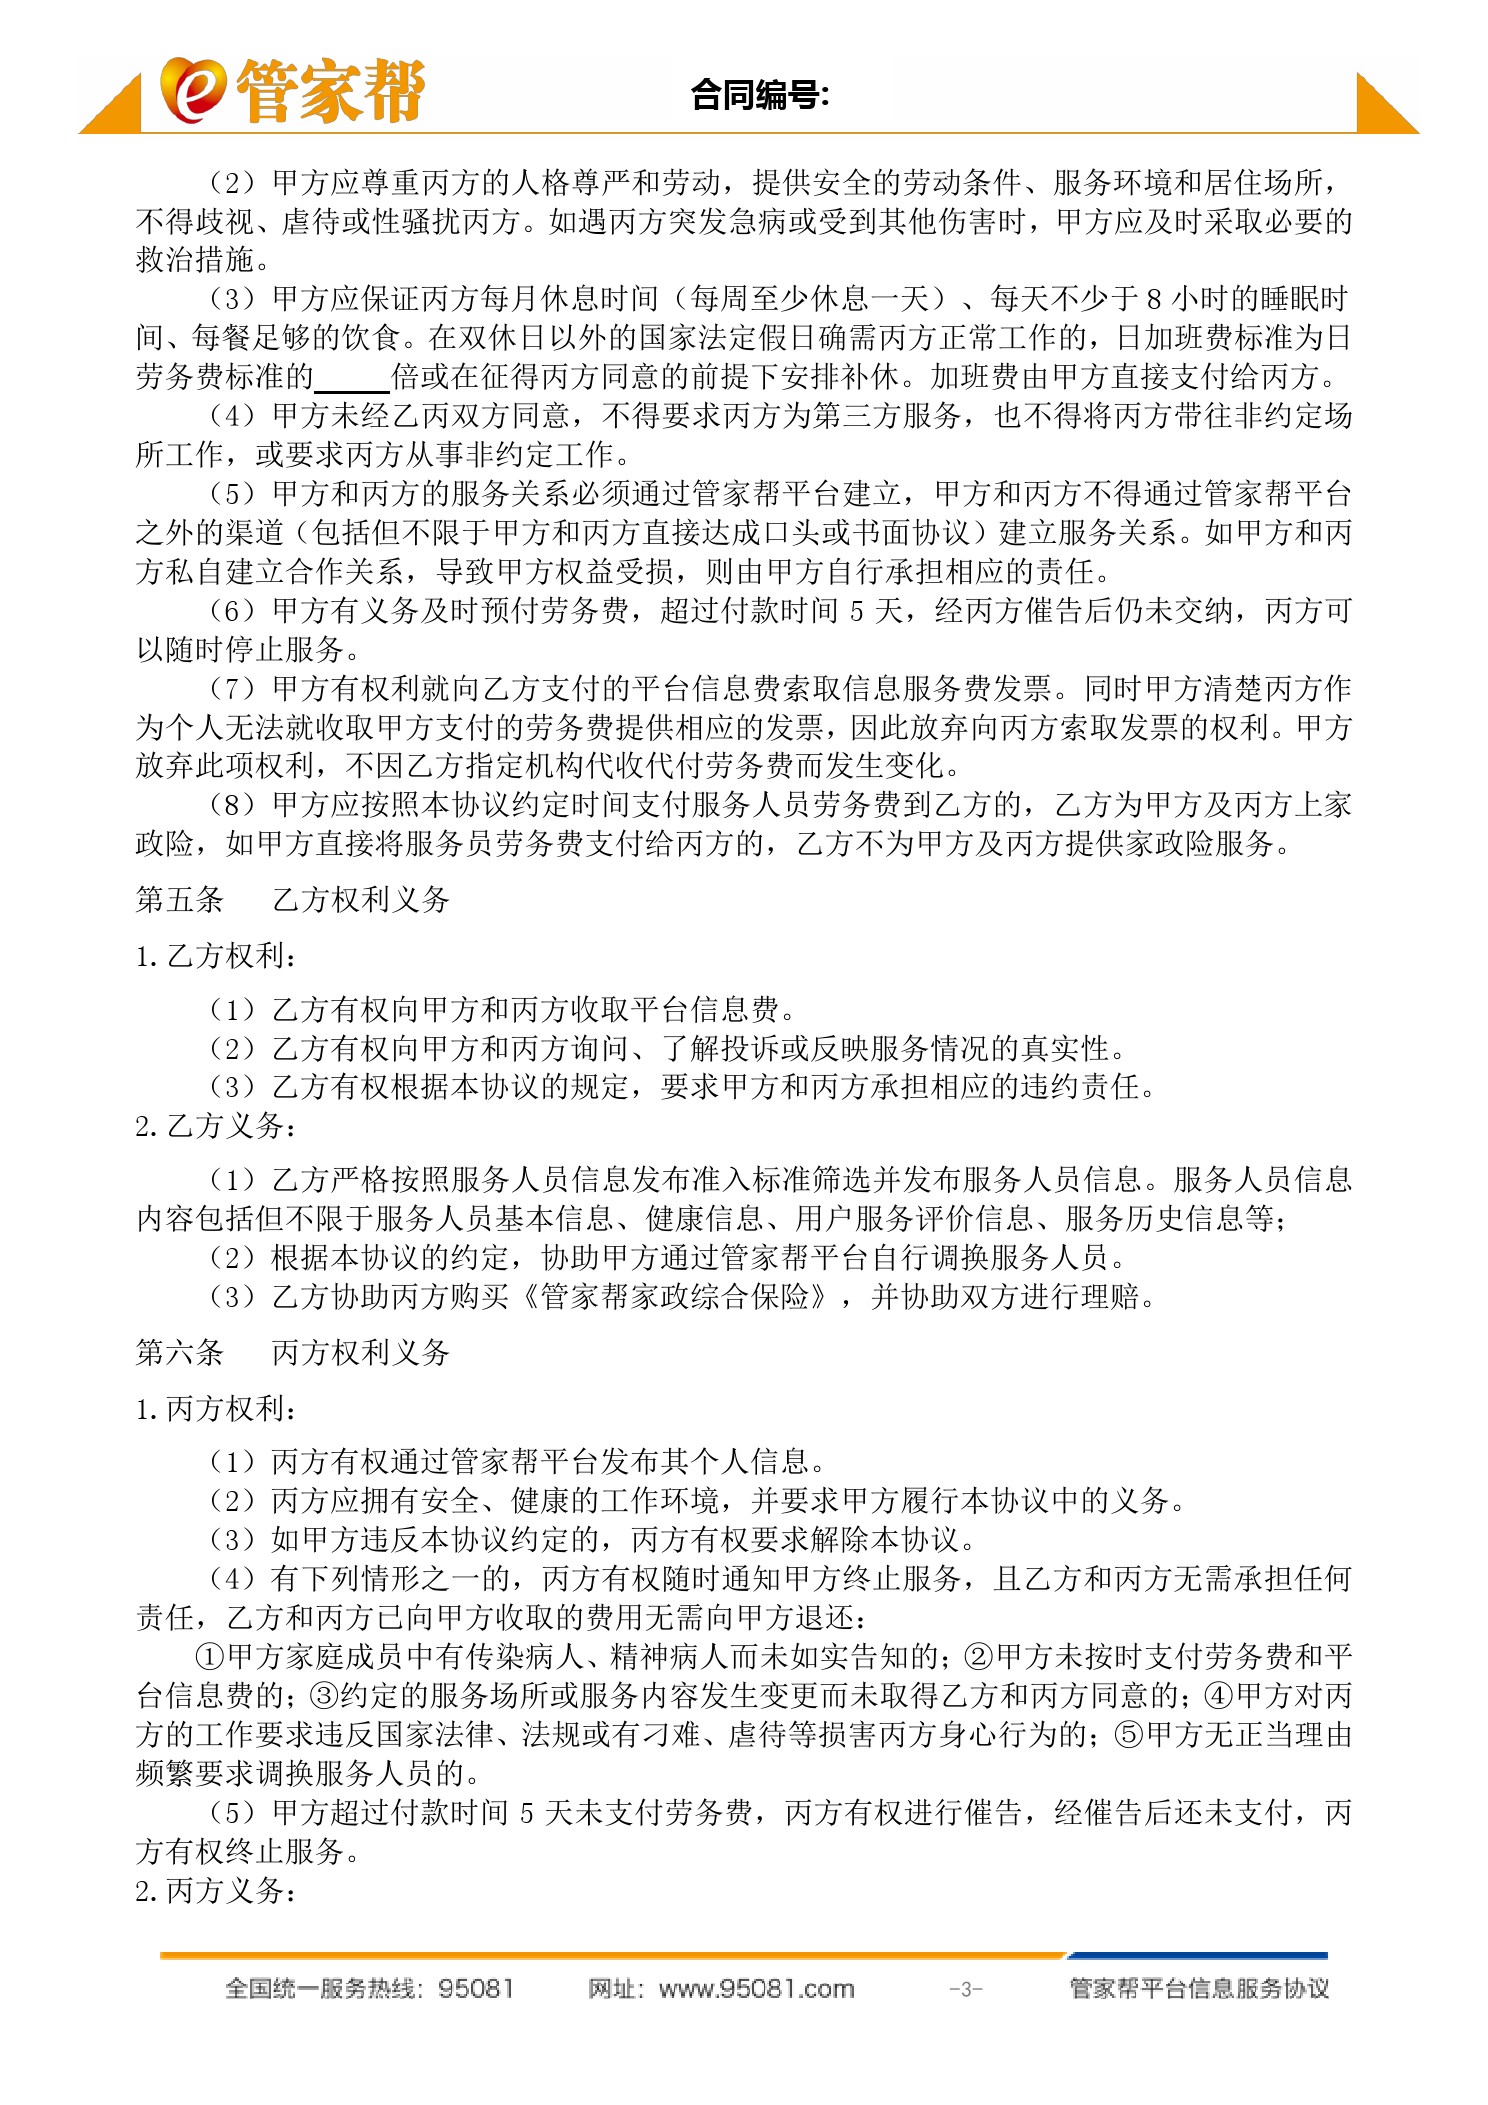 管家帮
合同编号:
（2）甲方应尊重丙方的人格尊严和劳动，提供安全的劳动条件、服务环境和居住场所，
不得歧视、虐待或性骚扰丙方。如遇丙方突发急病或受到其他伤害时，甲方应及时采取必要的
救治措施。
（3）甲方应保证丙方每月休息时间（每周至少休息一天）、每天不少于 8 小时的睡眠时
间、每餐足够的饮食。在双休日以外的国家法定假日确需丙方正常工作的，日加班费标准为日
劳务费标准的_____倍或在征得丙方同意的前提下安排补休。加班费由甲方直接支付给丙方。
（4）甲方未经乙丙双方同意，不得要求丙方为第三方服务，也不得将丙方带往非约定场
所工作，或要求丙方从事非约定工作。
（5）甲方和丙方的服务关系必须通过管家帮平台建立，甲方和丙方不得通过管家帮平台
之外的渠道（包括但不限于甲方和丙方直接达成口头或书面协议）建立服务关系。如甲方和丙
方私自建立合作关系，导致甲方权益受损，则由甲方自行承担相应的责任。
（6）甲方有义务及时预付劳务费，超过付款时间 5 天，经丙方催告后仍未交纳，丙方可
以随时停止服务。
（7）甲方有权利就向乙方支付的平台信息费索取信息服务费发票。同时甲方清楚丙方作
为个人无法就收取甲方支付的劳务费提供相应的发票，因此放弃向丙方索取发票的权利。甲方
放弃此项权利，不因乙方指定机构代收代付劳务费而发生变化。
（8）甲方应按照本协议约定时间支付服务人员劳务费到乙方的，乙方为甲方及丙方上家
政险，如甲方直接将服务员劳务费支付给丙方的，乙方不为甲方及丙方提供家政险服务。
第五条 乙方权利义务
1.乙方权利：
（1）乙方有权向甲方和丙方收取平台信息费。
（2）乙方有权向甲方和丙方询问、了解投诉或反映服务情况的真实性。
（3）乙方有权根据本协议的规定，要求甲方和丙方承担相应的违约责任。
2.乙方义务：
（1）乙方严格按照服务人员信息发布准入标准筛选并发布服务人员信息。服务人员信息
内容包括但不限于服务人员基本信息、健康信息、用户服务评价信息、服务历史信息等；
（2）根据本协议的约定，协助甲方通过管家帮平台自行调换服务人员。
（3）乙方协助丙方购买《管家帮家政综合保险》，并协助双方进行理赔。
第六条 丙方权利义务
1.丙方权利：
（1）丙方有权通过管家帮平台发布其个人信息。
（2）丙方应拥有安全、健康的工作环境，并要求甲方履行本协议中的义务。
（3）如甲方违反本协议约定的，丙方有权要求解除本协议。
（4）有下列情形之一的，丙方有权随时通知甲方终止服务，且乙方和丙方无需承担任何
责任，乙方和丙方已向甲方收取的费用无需向甲方退还：
①甲方家庭成员中有传染病人、精神病人而未如实告知的；②甲方未按时支付劳务费和平
台信息费的；③约定的服务场所或服务内容发生变更而未取得乙方和丙方同意的；④甲方对丙
方的工作要求违反国家法律、法规或有刁难、虐待等损害丙方身心行为的；⑤甲方无正当理由
频繁要求调换服务人员的。
（5）甲方超过付款时间 5 天未支付劳务费，丙方有权进行催告，经催告后还未支付，丙
方有权终止服务。
2.丙方义务：
全国统一服务热线：95081 网址：www.95081.com -3- 管家帮平台信息服务协议